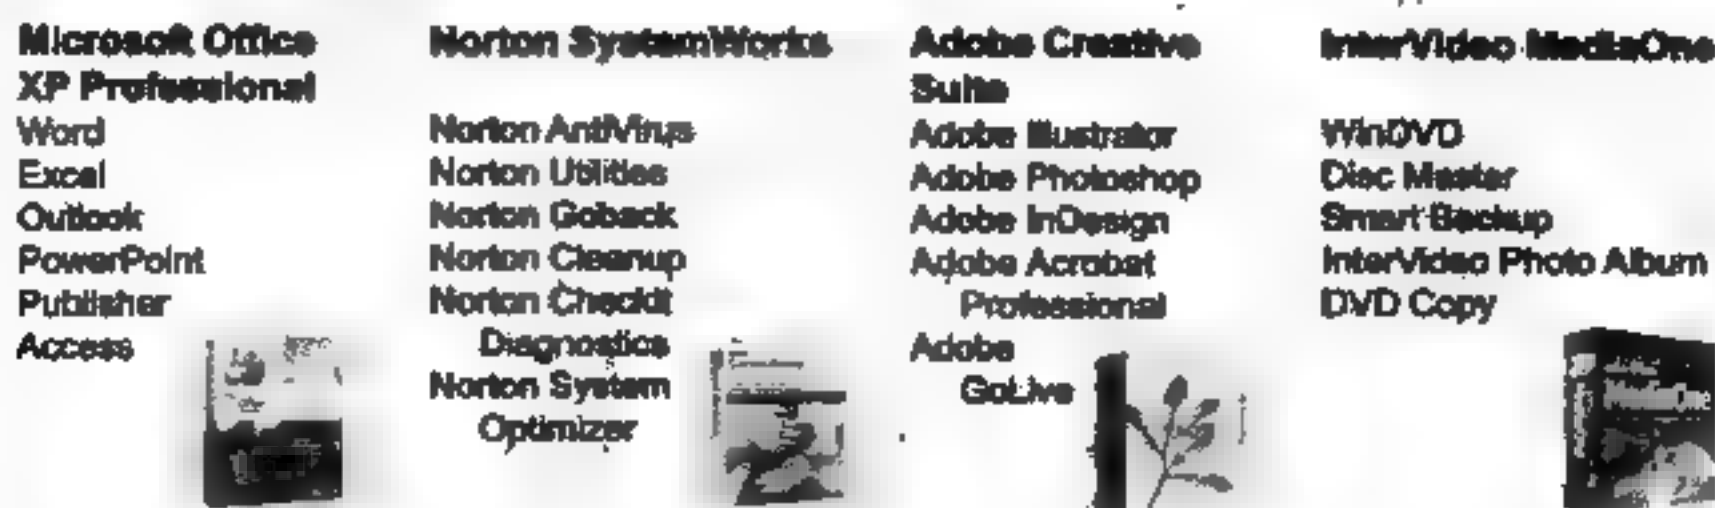 Microsoft Office
XP Professional
Word
Excel
Outlook
PowerPoint
Publisher
Access
Norton SystemWorks
Norton AntiVirus
Norton Utilities
Norton Goback
Norton Cleanup
Norton CheckIt
Diagnostics
Norton System
Optimizer
Adobe Creative
Suite
Adobe Illustrator
Adobe Photoshop
Adobe InDesign
Adobe Acrobat
Professional
Adobe
GoLive
InterVideo MediaOne
WinDVD
Disc Master
Smart Backup
InterVideo Photo Album
DVD Copy
MediaOne